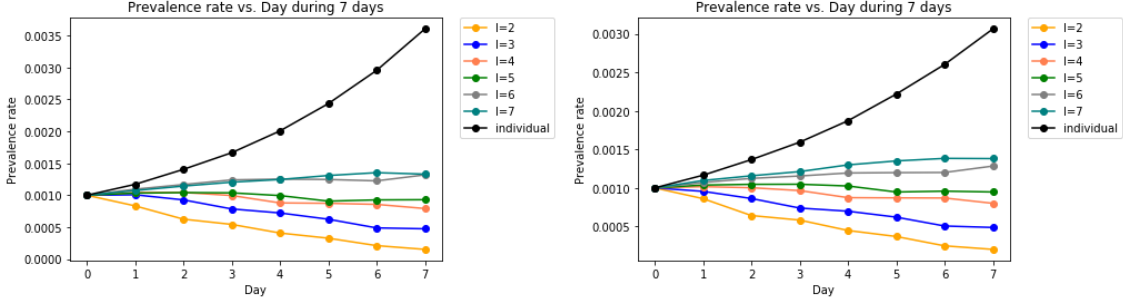 Prevalence rate vs. Day during 7 days
Prevalence rate
0.0035
0.0030
0.0025
0.0020
0.0015
0.0010
0.0005
0.0000
0 1 2 3 4 5 6 7
Day
l=2
l=3
l=4
l=5
l=6
l=7
individual
Prevalence rate vs. Day during 7 days
Prevalence rate
0.0030
0.0025
0.0020
0.0015
0.0010
0.0005
0 1 2 3 4 5 6 7
Day
l=2
l=3
l=4
l=5
l=6
l=7
individual